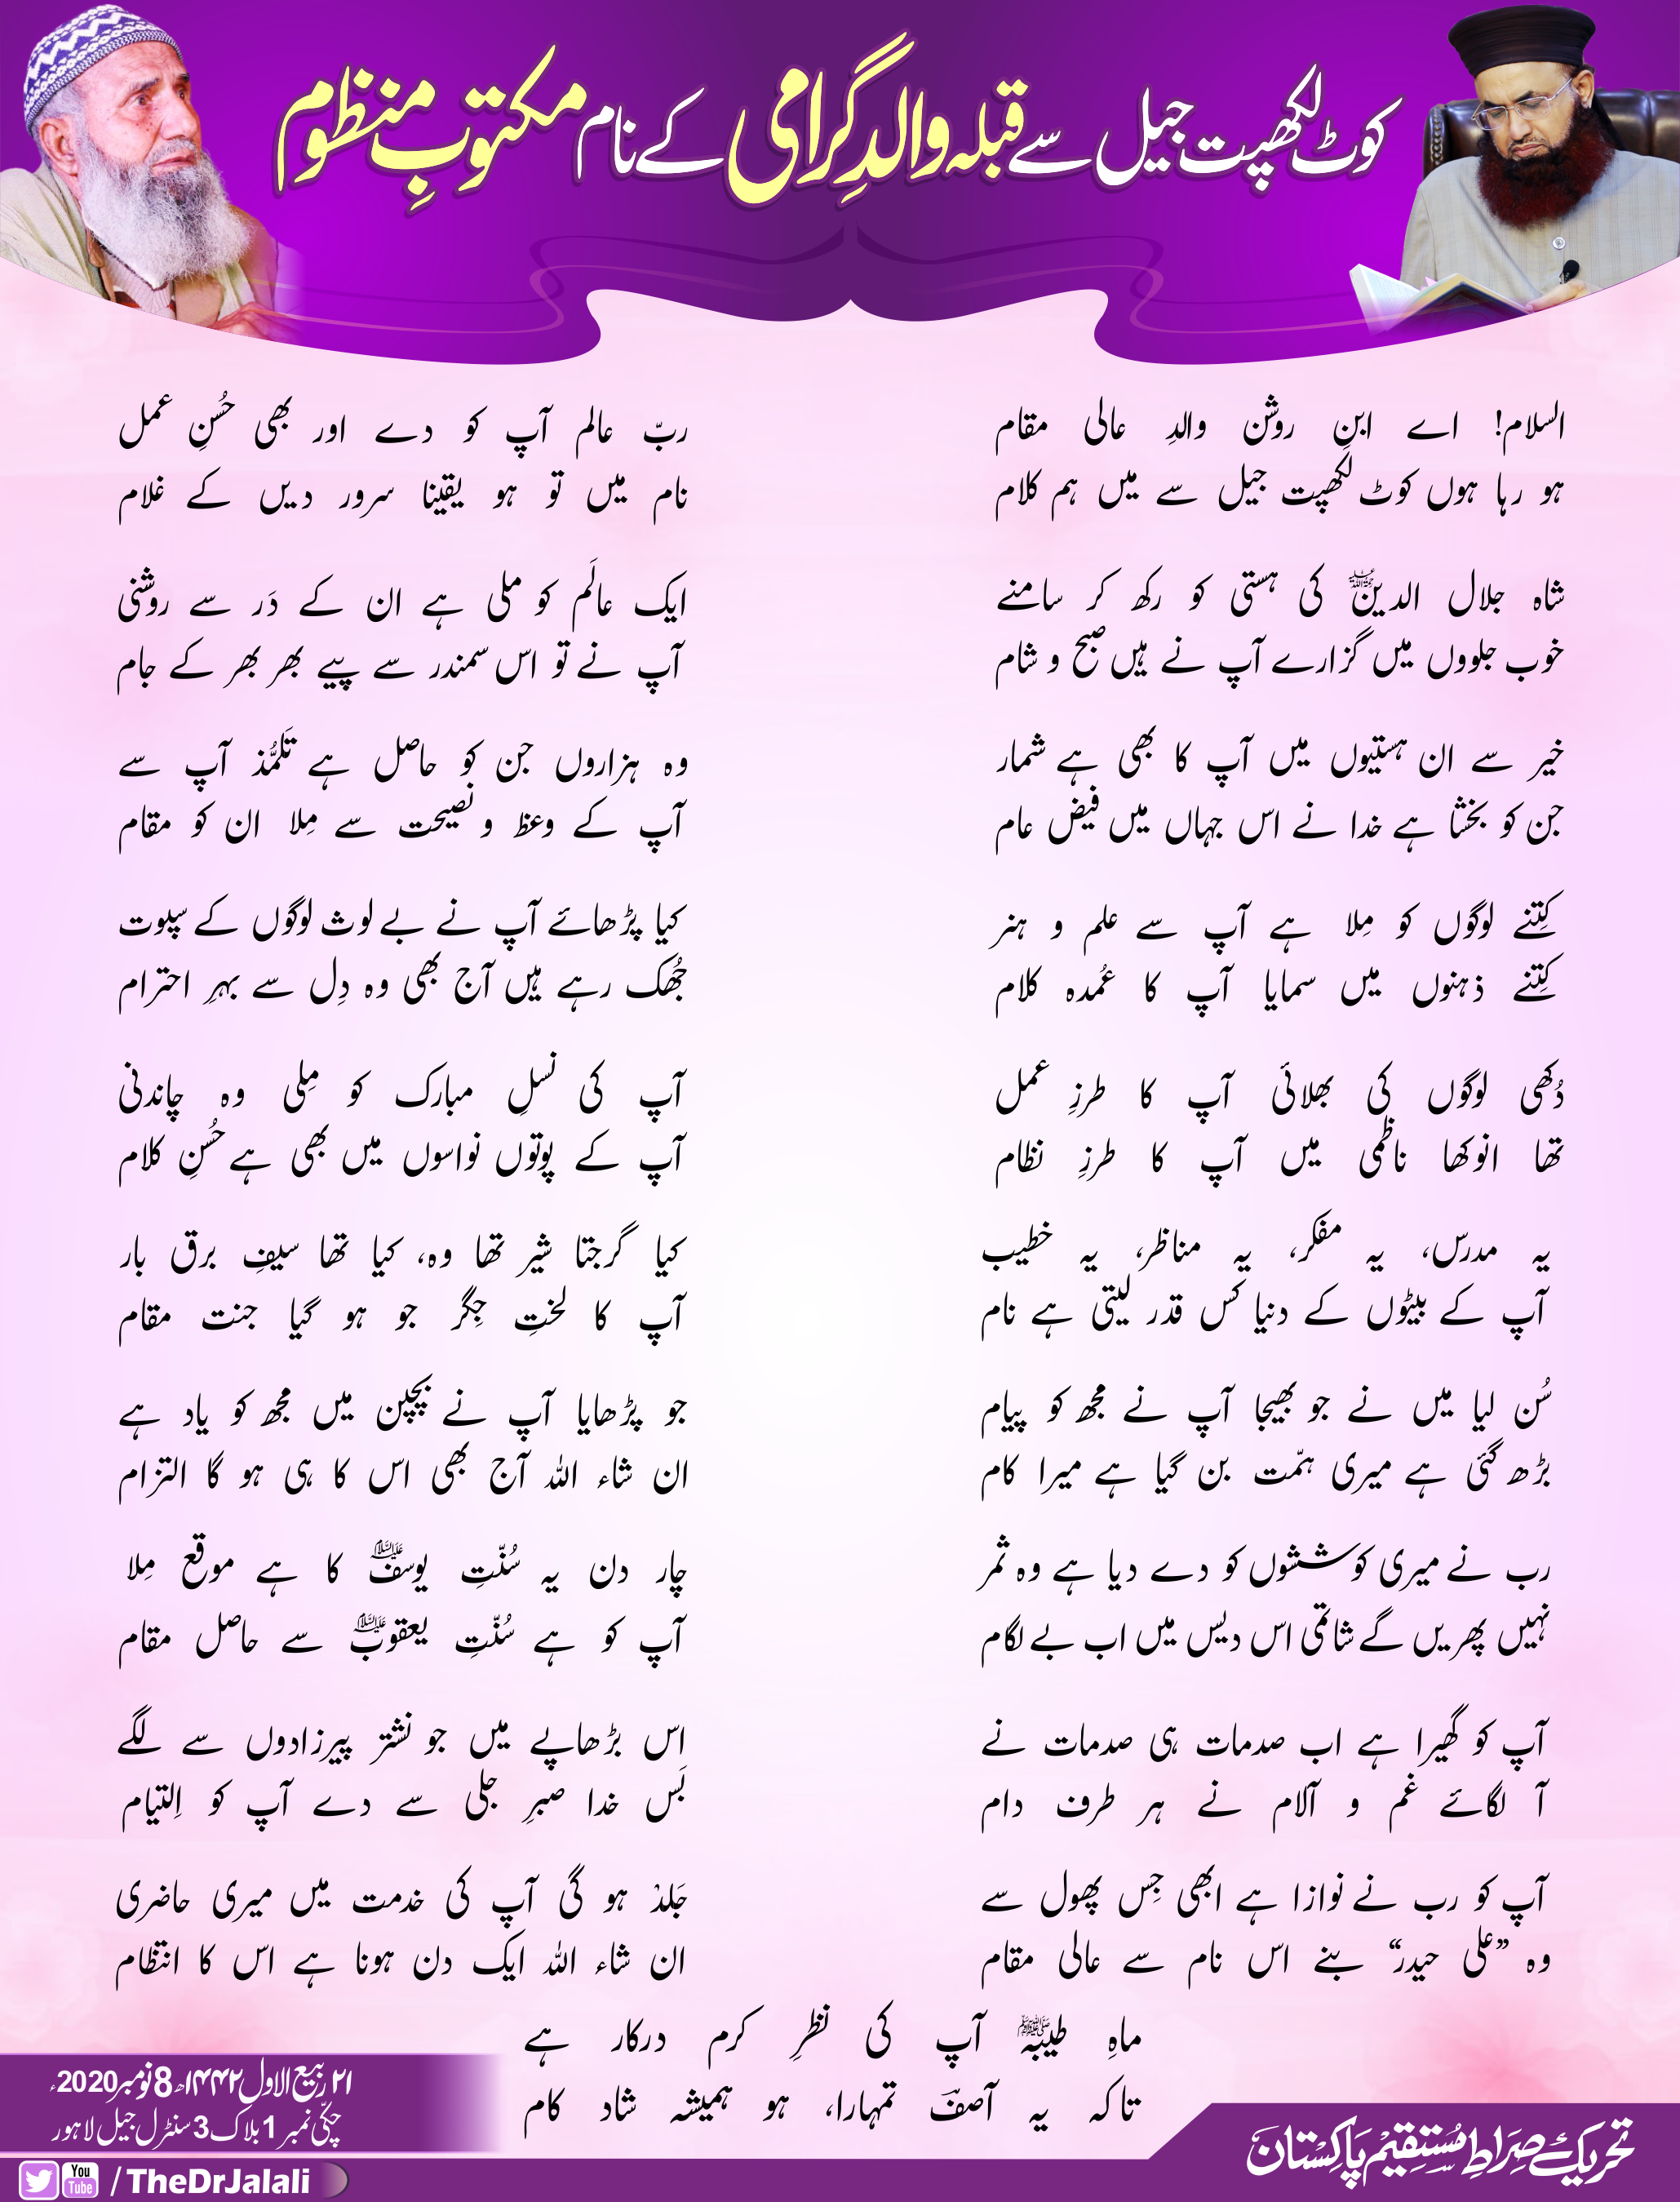 کوٹ لکھپت جیل سے قبلہ والدِ گرامی کے نام مکتوبِ منظوم
السلام! اے ابنِ روشن والدِ عالی مقام
ہو رہا ہوں کوٹ لکھپت جیل سے میں ہم کلام
ربِّ عالم آپ کو دے اور بھی حُسنِ عمل
نام میں تو ہو یقینا سرور دیں کے غلام
شاہ جلال الدینؒ کی ہستی کو رکھ کر سامنے
خوب جلووں میں گزارے آپ نے ہیں صبح و شام
ایک عالَم کو ملی ہے ان کے دَر سے روشنی
آپ نے تو اس سمندر سے پیے بھر بھر کے جام
خیر سے ان ہستیوں میں آپ کا بھی ہے شمار
جن کو بخشا ہے خدا نے اس جہاں میں فیض عام
وہ ہزاروں جن کو حاصل ہے تَلَمُّذ آپ سے
آپ کے وعظ و نصیحت سے مِلا ان کو مقام
کِتنے لوگوں کو مِلا ہے آپ سے علم و ہنر
کِتنے ذہنوں میں سمایا آپ کا عُمدہ کلام
کیا پڑھائے آپ نے بے لوث لوگوں کے سپوت
جُھک رہے ہیں آج بھی وہ دِل سے بہرِ احترام
دُکھی لوگوں کی بھلائی آپ کا طرزِ عمل
تھا انوکھا ناظمی میں آپ کا طرزِ نظام
آپ کی نسلِ مبارک کو مِلی وہ چاندنی
آپ کے پوتوں نواسوں میں بھی ہے حُسنِ کلام
یہ مدرس، یہ مفکر، یہ مناظر، یہ خطیب
آپ کے بیٹوں کے دنیا کس قدر لیتی ہے نام
کیا گرجتا شیر تھا وہ، کیا تھا سیفِ برق بار
آپ کا لختِ جِگر جو ہو گیا جنت مقام
سُن لیا میں نے جو بھیجا آپ نے مجھ کو پیام
بڑھ گئی ہے میری ہمّت بن گیا ہے میرا کام
جو پڑھایا آپ نے بچپن میں مجھ کو یاد ہے
ان شاء اللہ آج بھی اس کا ہی ہو گا التزام
رب نے میری کوششوں کو دے دیا ہے وہ ثمر
نہیں پھریں گے شاتمی اس دیس میں اب بے لگام
چار دن یہ سُنّتِ یوسفؑ کا ہے موقع مِلا
آپ کو ہے سُنّتِ یعقوبؑ سے حاصل مقام
آپ کو گھیرا ہے اب صدمات ہی صدمات نے
آ لگائے غم و آلام نے ہر طرف دام
اِس بڑھاپے میں جو نشتر پیرزادوں سے لگے
بَس خدا صبرِ جلی سے دے آپ کو اِلتیام
آپ کو رب نے نوازا ہے ابھی جِس پھول سے
وہ ”علی حیدر“ بنے اس نام سے عالی مقام
جَلد ہو گی آپ کی خدمت میں میری حاضری
ان شاء اللہ ایک دن ہونا ہے اس کا انتظام
ماہِ طیبہﷺ آپ کی نظرِ کرم درکار ہے
تاکہ یہ آصفؔ تمہارا، ہو ہمیشہ شاد کام
۲۱ ربیع الاول ۱۴۴۲ھ 8 نومبر 2020ء
چکّی نمبر 1 بلاک 3 سنٹرل جیل لاہور
You Tube /TheDrJalali
تحریک صراطِ مستقیم پاکستان